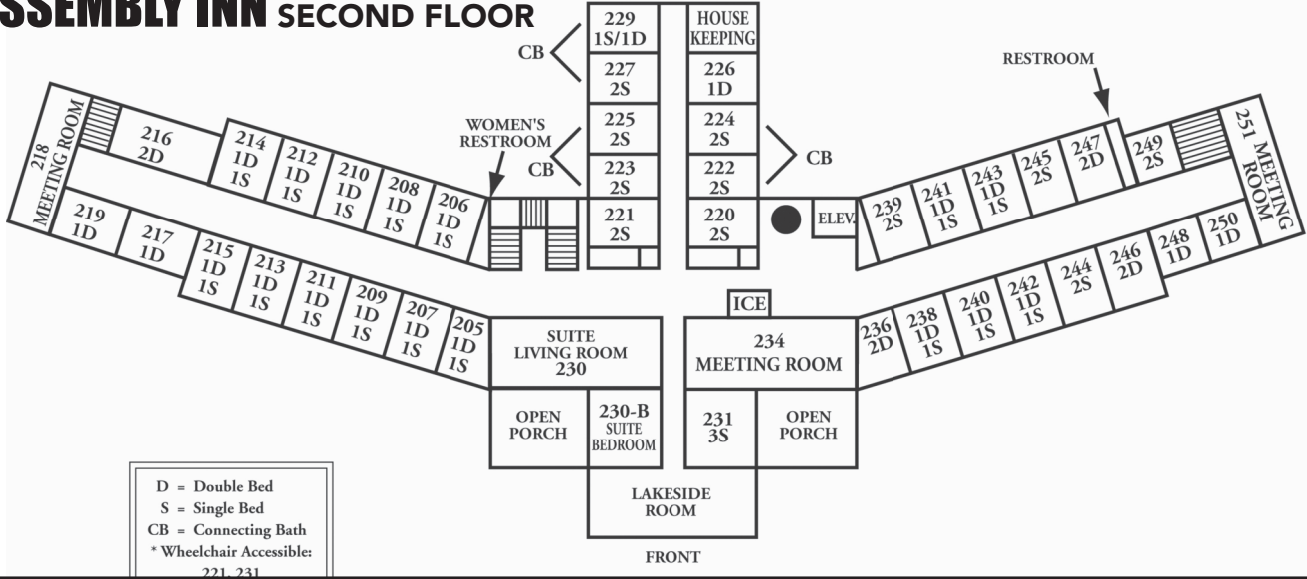 SSEMBLY INN SECOND FLOOR
229
1S/1D
CB
227
2S
225
2S
CB
223
2S
221
2S
HOUSE
KEEPING
226
1D
224
2S
CB
222
2S
220
2S
ELEV.
RESTROOM
WOMEN'S
RESTROOM
218
MEETING ROOM
216
2D
214
1D
1S
212
1D
1S
210
1D
1S
208
1D
1S
206
1D
1S
219
1D
217
1D
215
1D
1S
213
1D
1S
211
1D
1S
209
1D
1S
207
1D
1S
205
1D
1S
239
2S
241
1D
1S
243
1D
1S
245
2S
247
2D
249
2S
251 MEETING
ROOM
236
2D
238
1D
1S
240
1D
1S
242
1D
1S
244
2S
246
2D
248
1D
250
1D
ICE
SUITE
LIVING ROOM
230
234
MEETING ROOM
OPEN
PORCH
230-B
SUITE
BEDROOM
231
3S
OPEN
PORCH
LAKESIDE
ROOM
FRONT
D = Double Bed
S = Single Bed
CB = Connecting Bath
* Wheelchair Accessible:
221, 231